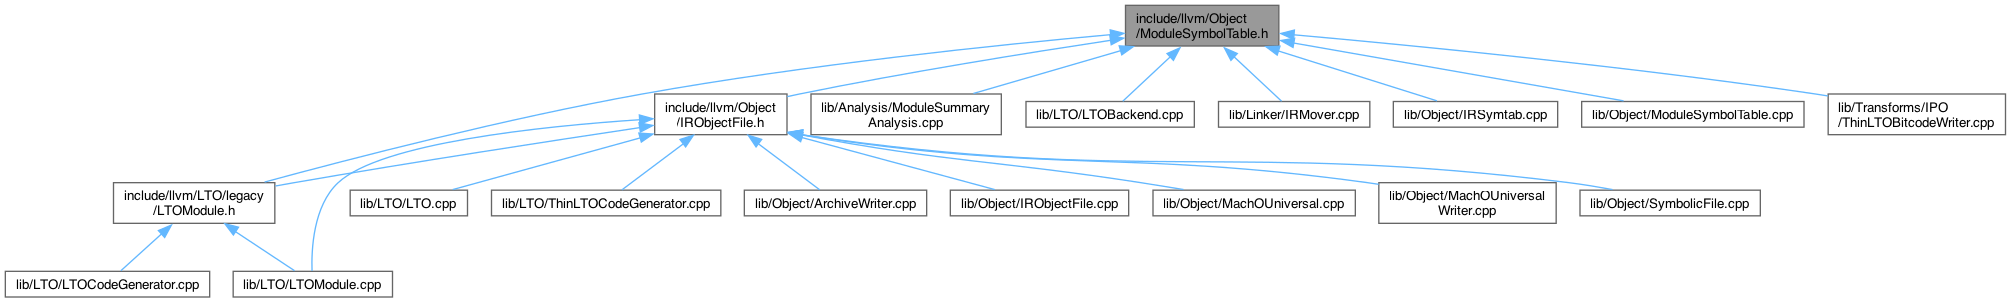 include/llvm/Object
/ModuleSymbolTable.h
include/llvm/Object
/IRObjectFile.h
lib/Analysis/ModuleSummary
Analysis.cpp
lib/LTO/LTOBackend.cpp
lib/Linker/IRMover.cpp
lib/Object/IRSymtab.cpp
lib/Object/ModuleSymbolTable.cpp
lib/Transforms/IPO
/ThinLTOBitcodeWriter.cpp
include/llvm/LTO/legacy
/LTOModule.h
lib/LTO/LTO.cpp
lib/LTO/ThinLTOCodeGenerator.cpp
lib/Object/ArchiveWriter.cpp
lib/Object/IRObjectFile.cpp
lib/Object/MachOUniversal.cpp
lib/Object/MachOUniversal
Writer.cpp
lib/Object/SymbolicFile.cpp
lib/LTO/LTOCodeGenerator.cpp
lib/LTO/LTOModule.cpp